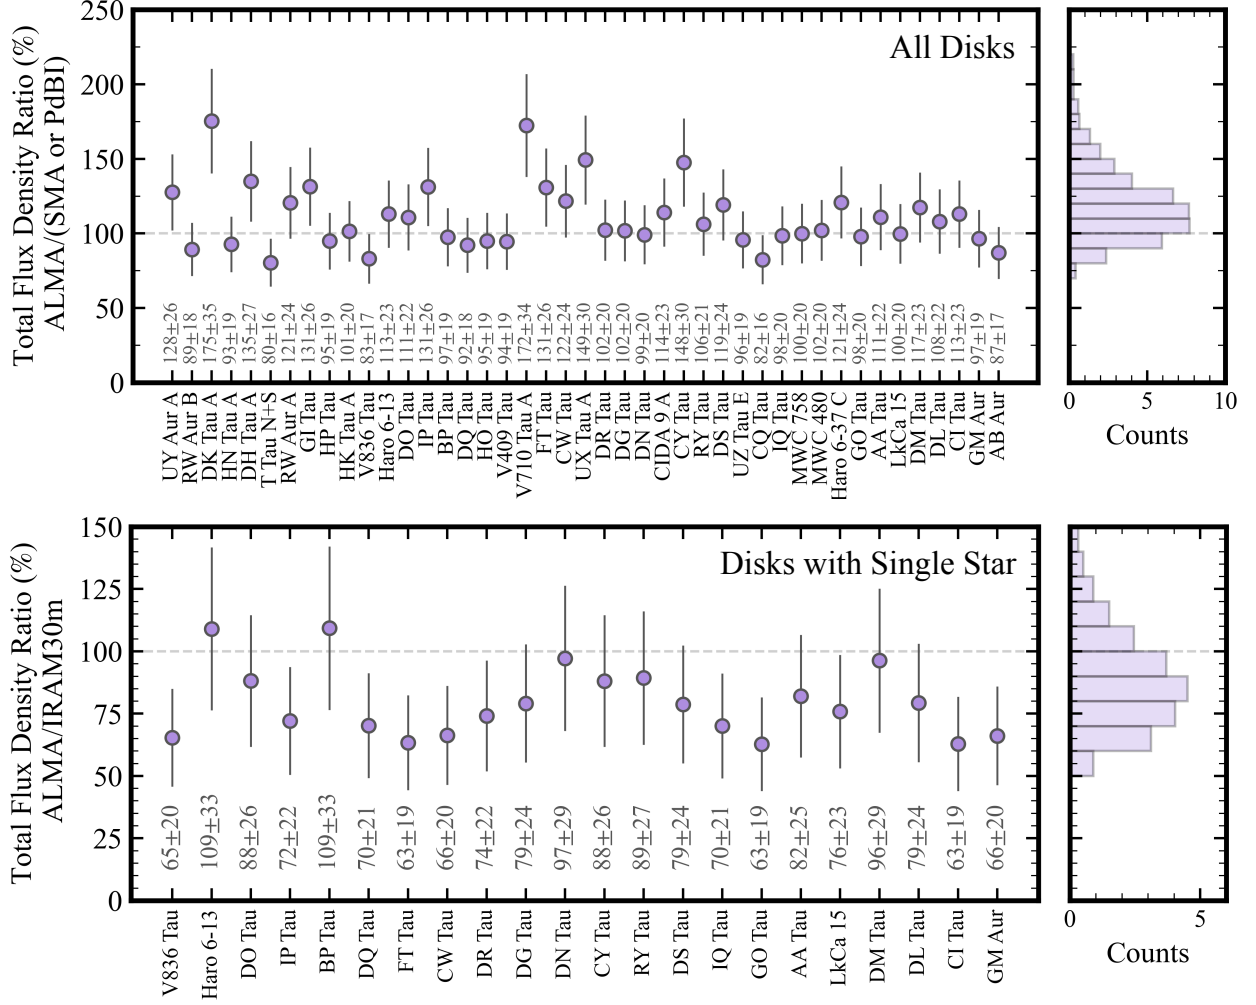 Total Flux Density Ratio (%)
ALMA/(SMA or PdBI)
250
200
150
100
50
0
All Disks
128±26
89±18
175±35
93±19
135±27
80±16
121±24
131±26
95±19
101±20
83±17
113±23
111±22
131±26
97±19
92±18
95±19
94±19
172±34
131±26
122±24
149±30
102±20
102±20
99±20
114±23
148±30
106±21
119±24
96±19
82±16
98±20
100±20
102±20
121±24
98±20
111±22
100±20
117±23
108±22
113±23
97±19
87±17
UY Aur A
RW Aur B
DK Tau A
HN Tau A
DH Tau A
T Tau N+S
RW Aur A
GI Tau
HP Tau
HK Tau A
V836 Tau
Haro 6-13
DO Tau
IP Tau
BP Tau
DQ Tau
HO Tau
V409 Tau
V710 Tau A
FT Tau
CW Tau
UX Tau A
DR Tau
DG Tau
DN Tau
CIDA 9 A
CY Tau
RY Tau
DS Tau
UZ Tau E
CQ Tau
IQ Tau
MWC 758
MWC 480
Haro 6-37 C
GO Tau
AA Tau
LkCa 15
DM Tau
DL Tau
CI Tau
GM Aur
AB Aur
0 5 10
Counts
Total Flux Density Ratio (%)
ALMA/IRAM30m
150
125
100
75
50
25
0
Disks with Single Star
65±20
109±33
88±26
72±22
109±33
70±21
63±19
66±20
74±22
79±24
97±29
88±26
89±27
79±24
70±21
63±19
82±25
76±23
96±29
79±24
63±19
66±20
V836 Tau
Haro 6-13
DO Tau
IP Tau
BP Tau
DQ Tau
FT Tau
CW Tau
DR Tau
DG Tau
DN Tau
CY Tau
RY Tau
DS Tau
IQ Tau
GO Tau
AA Tau
LkCa 15
DM Tau
DL Tau
CI Tau
GM Aur
0 5
Counts